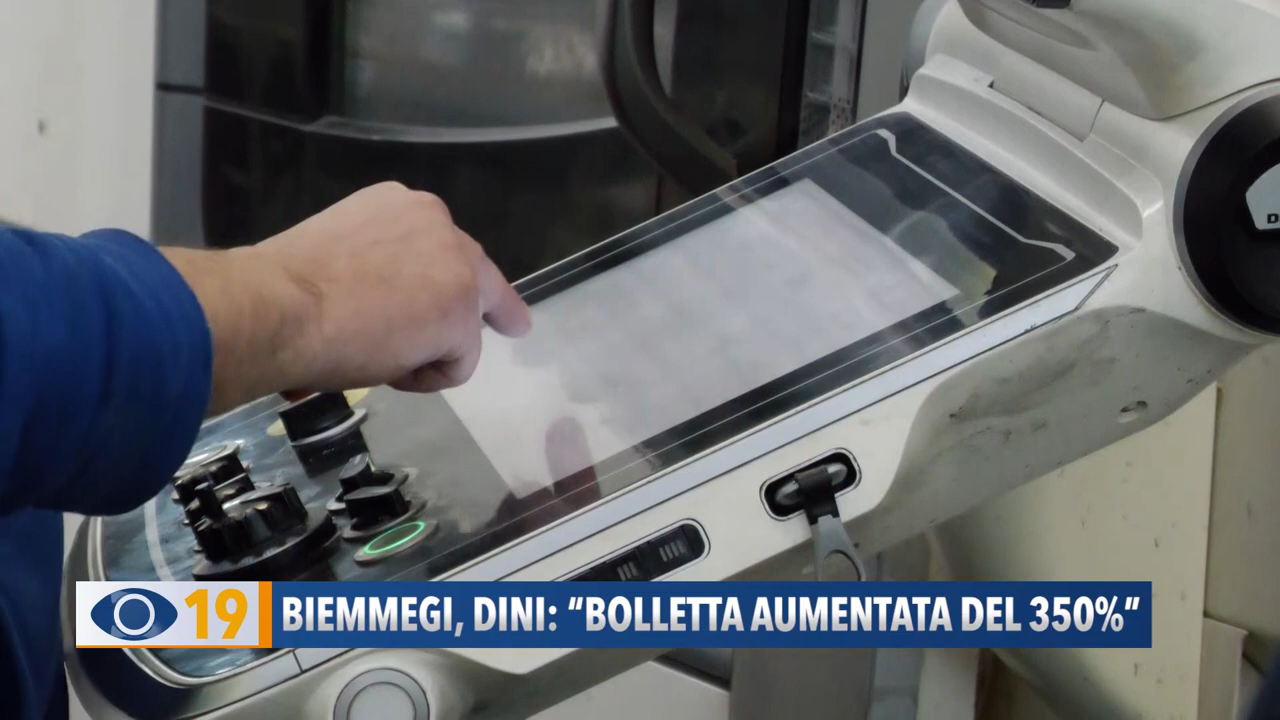 D
19
BIEMMEGI, DINI: “BOLLETTA AUMENTATA DEL 350%”